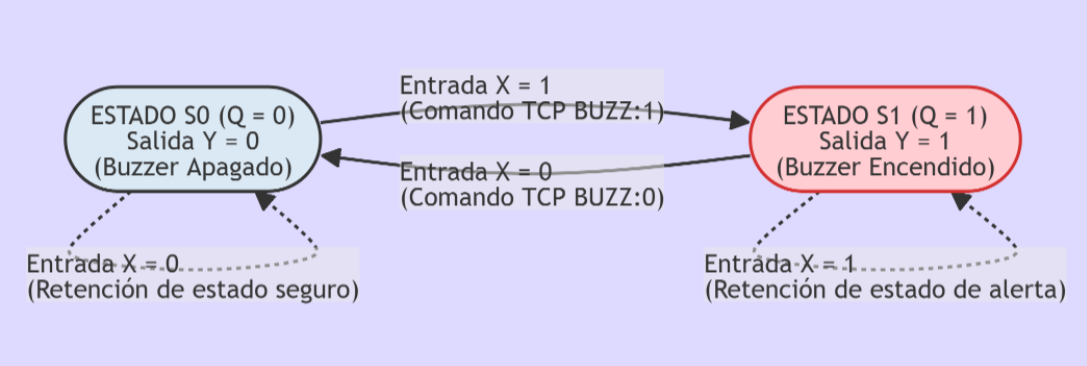 Entrada X = 1
(Comando TCP BUZZ:1)
ESTADO S0 (Q = 0)
Salida Y = 0
(Buzzer Apagado)
ESTADO S1 (Q = 1)
Salida Y = 1
(Buzzer Encendido)
Entrada X = 0
(Comando TCP BUZZ:0)
Entrada X = 0
(Retención de estado seguro)
Entrada X = 1
(Retención de estado de alerta)